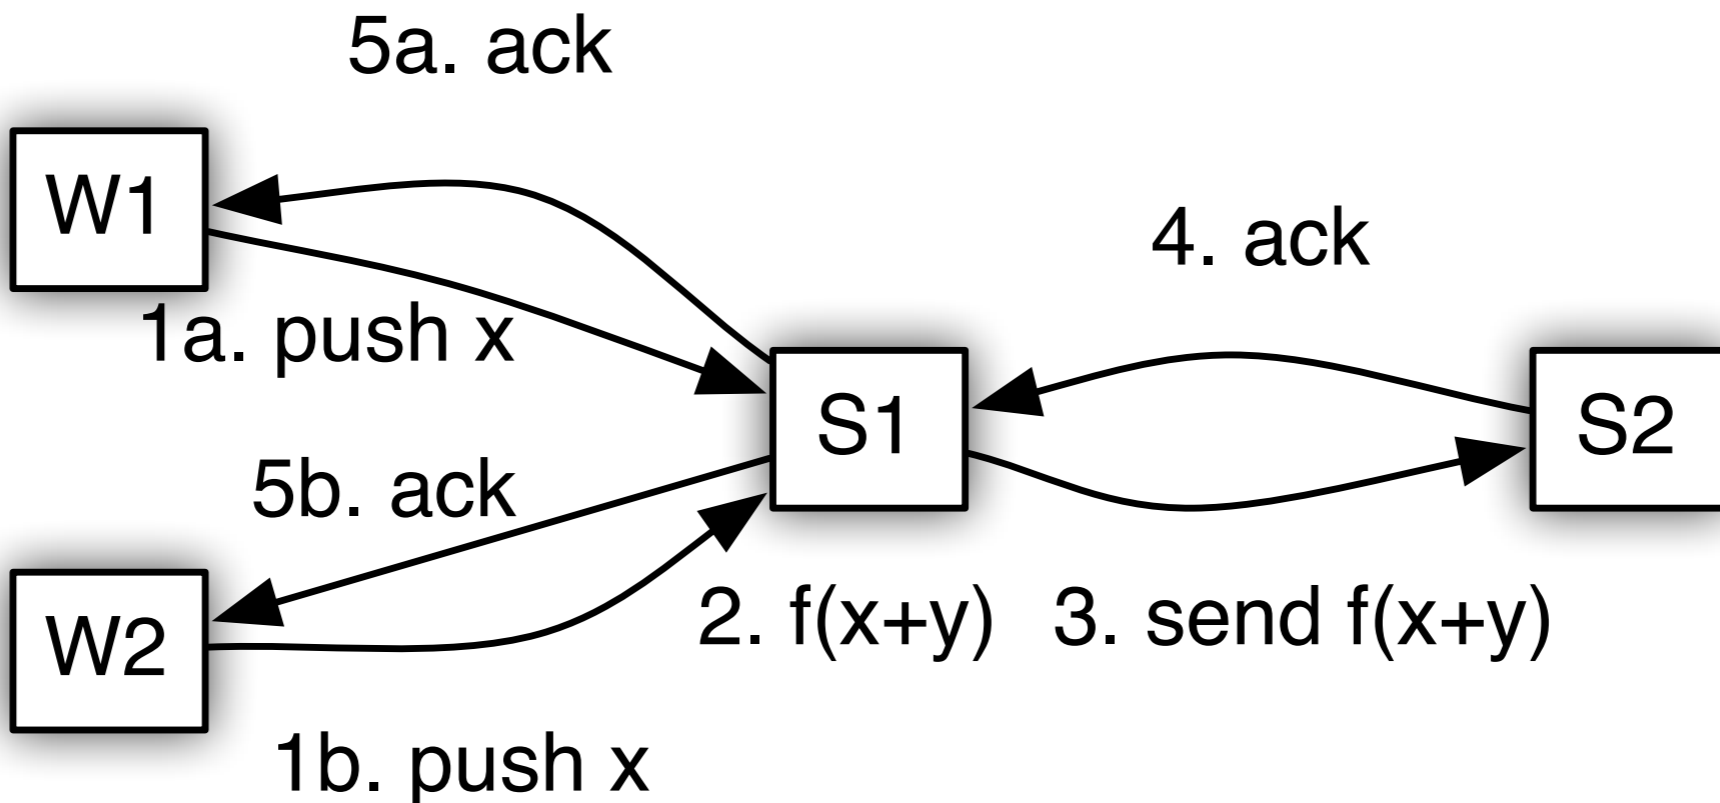 5a. ack
W1
4. ack
1a. push x
S1
S2
5b. ack
2. f(x+y)
3. send f(x+y)
W2
1b. push x